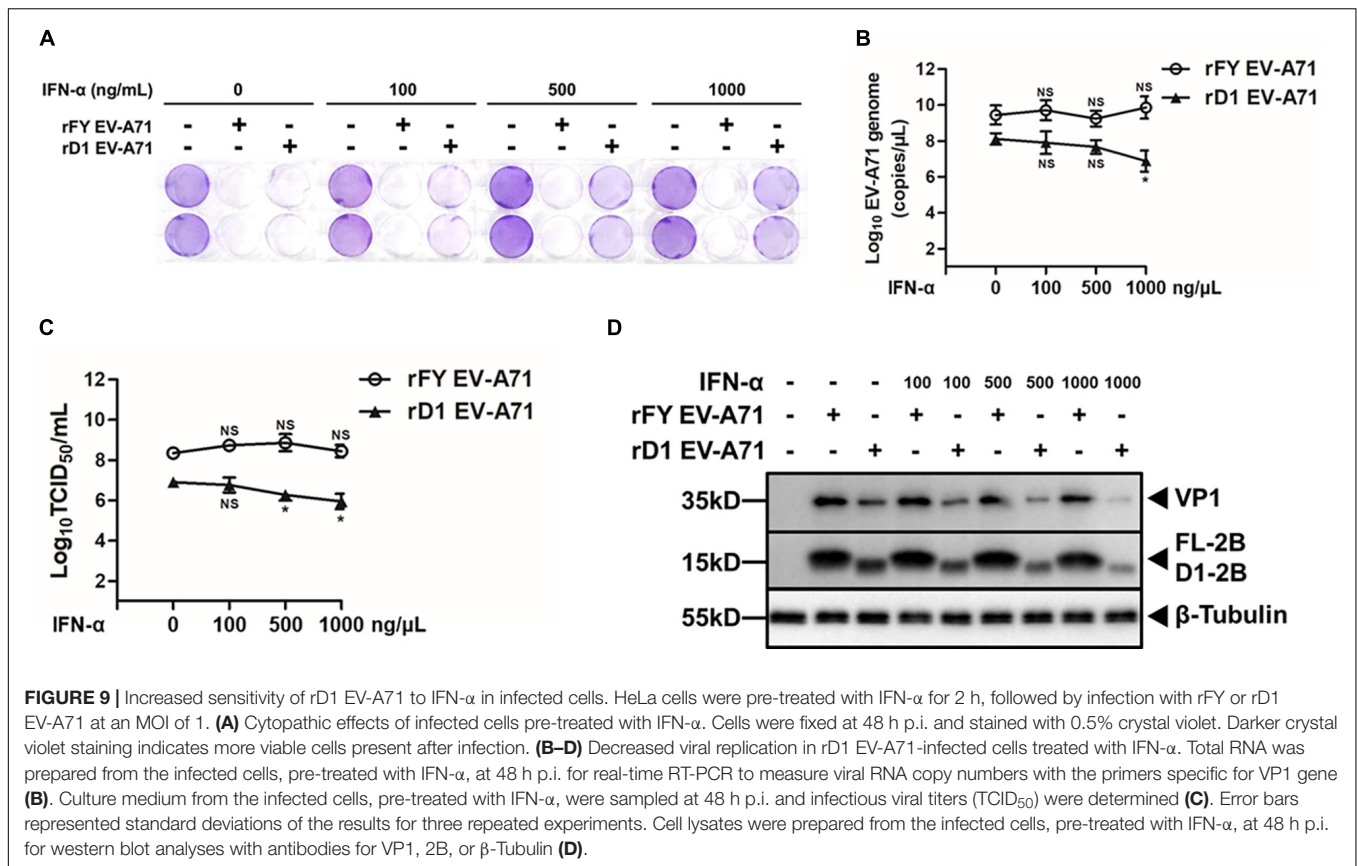 A
IFN-α (ng/mL) 0 100 500 1000
rFY EV-A71 - + - - + - - + - - + -
rD1 EV-A71 - - + - - + - - + - - +
B
rFY EV-A71
rD1 EV-A71
Log10 EV-A71 genome
(copies/μL)
12
10
8
6
4
2
NS NS NS
NS NS *
IFN-α 0 100 500 1000 ng/μL
C
rFY EV-A71
rD1 EV-A71
Log10TCID50/mL
12
10
8
6
4
2
NS NS NS
NS * *
IFN-α 0 100 500 1000 ng/μL
D
IFN-α - - - 100 100 500 500 1000 1000
rFY EV-A71 - + - + - + - + -
rD1 EV-A71 - - + - + - + - +
35kD VP1
15kD FL-2B
D1-2B
55kD β-Tubulin
FIGURE 9 | Increased sensitivity of rD1 EV-A71 to IFN-α in infected cells. HeLa cells were pre-treated with IFN-α for 2 h, followed by infection with rFY or rD1
EV-A71 at an MOI of 1. (A) Cytopathic effects of infected cells pre-treated with IFN-α. Cells were fixed at 48 h p.i. and stained with 0.5% crystal violet. Darker crystal
violet staining indicates more viable cells present after infection. (B–D) Decreased viral replication in rD1 EV-A71-infected cells treated with IFN-α. Total RNA was
prepared from the infected cells, pre-treated with IFN-α, at 48 h p.i. for real-time RT-PCR to measure viral RNA copy numbers with the primers specific for VP1 gene
(B). Culture medium from the infected cells, pre-treated with IFN-α, were sampled at 48 h p.i. and infectious viral titers (TCID50) were determined (C). Error bars
represented standard deviations of the results for three repeated experiments. Cell lysates were prepared from the infected cells, pre-treated with IFN-α, at 48 h p.i.
for western blot analyses with antibodies for VP1, 2B, or β-Tubulin (D).